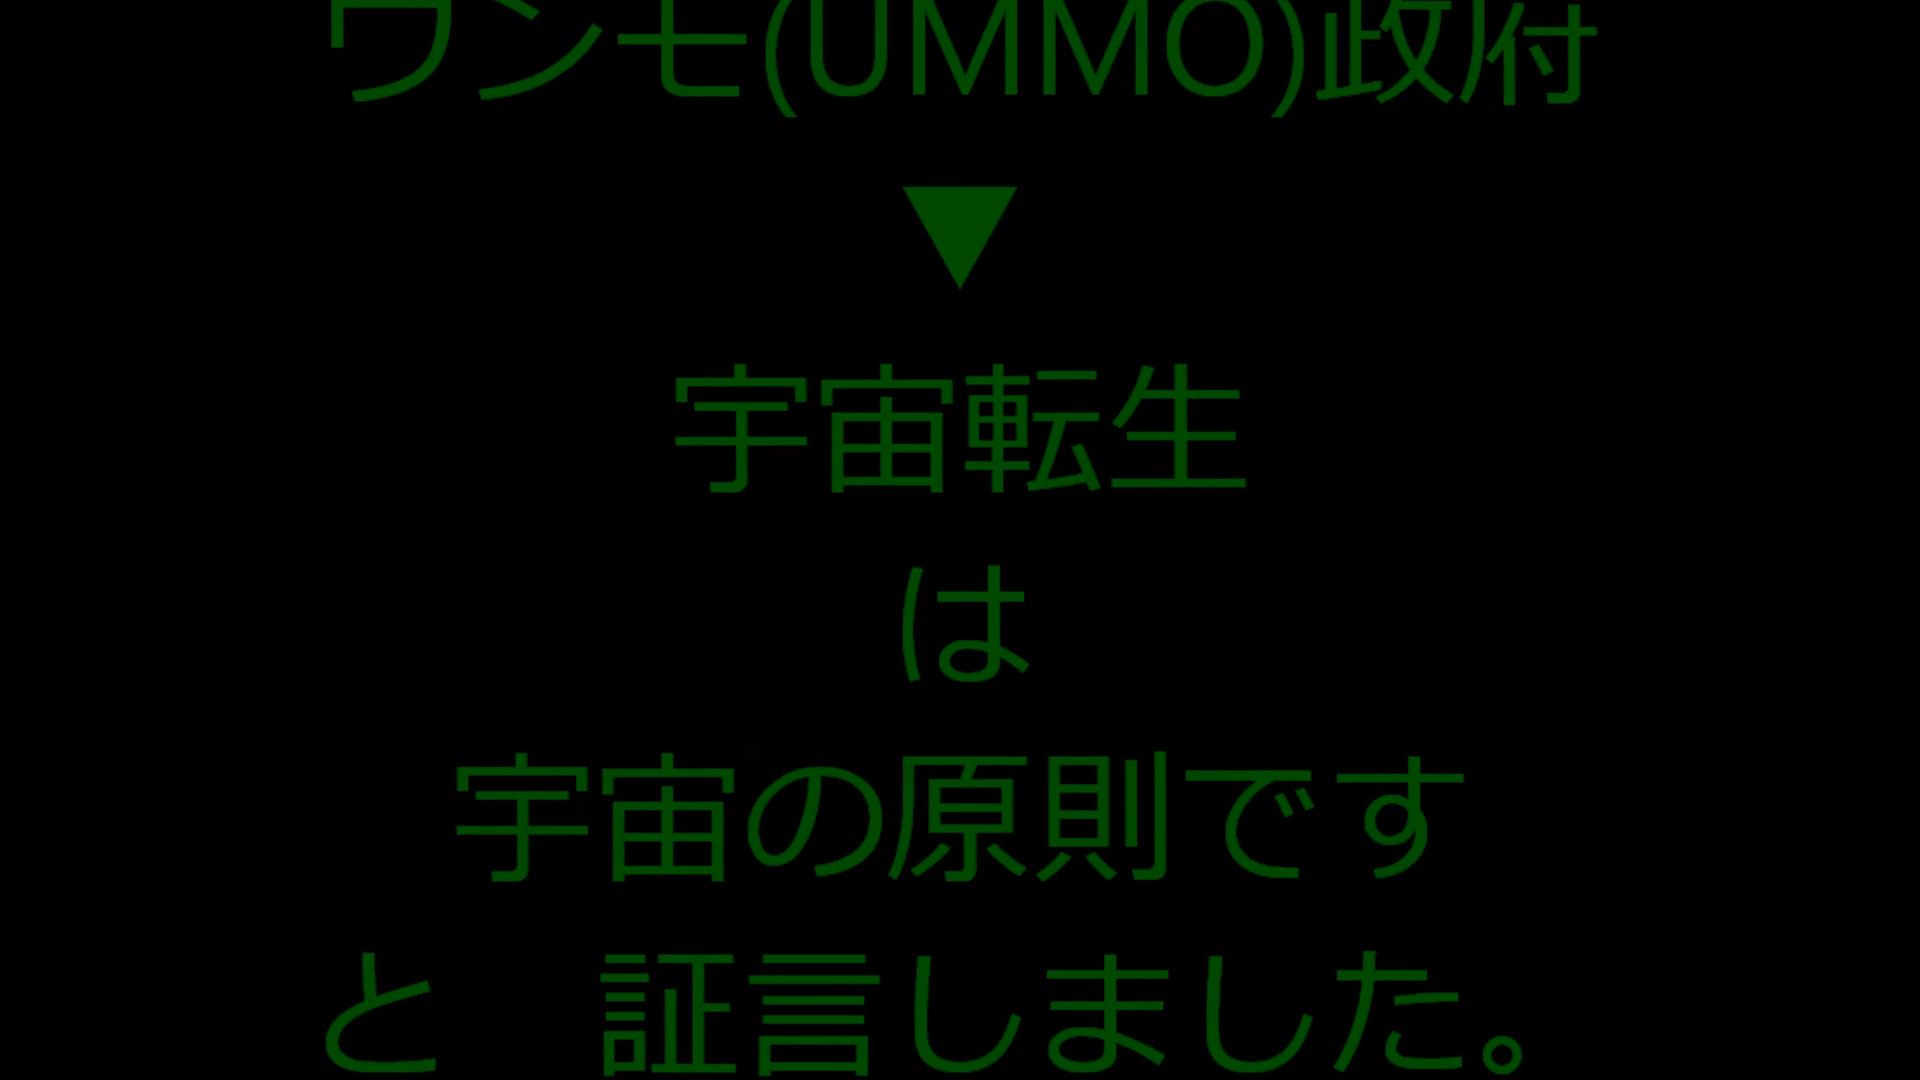 ワンモ(UMMO)政府
▼
宇宙転生
は
宇宙の原則です
と　証言しました。